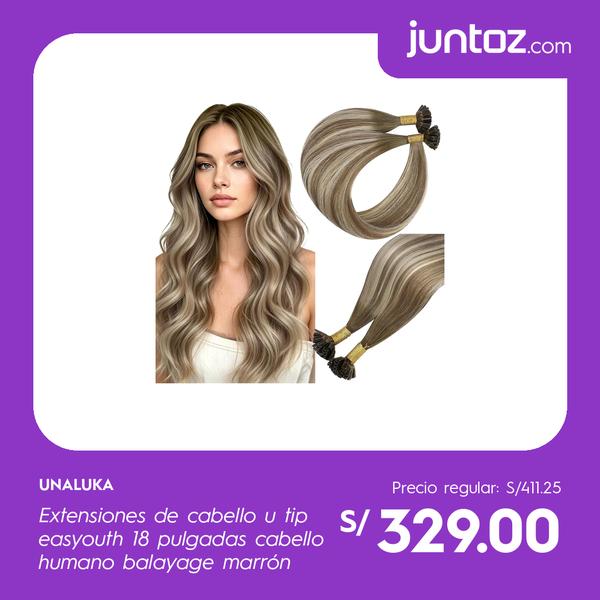 juntoz.com
UNALUKA
Extensiones de cabello u tip
easyouth 18 pulgadas cabello
humano balayage marrón
Precio regular: S/411.25
S/ 329.00